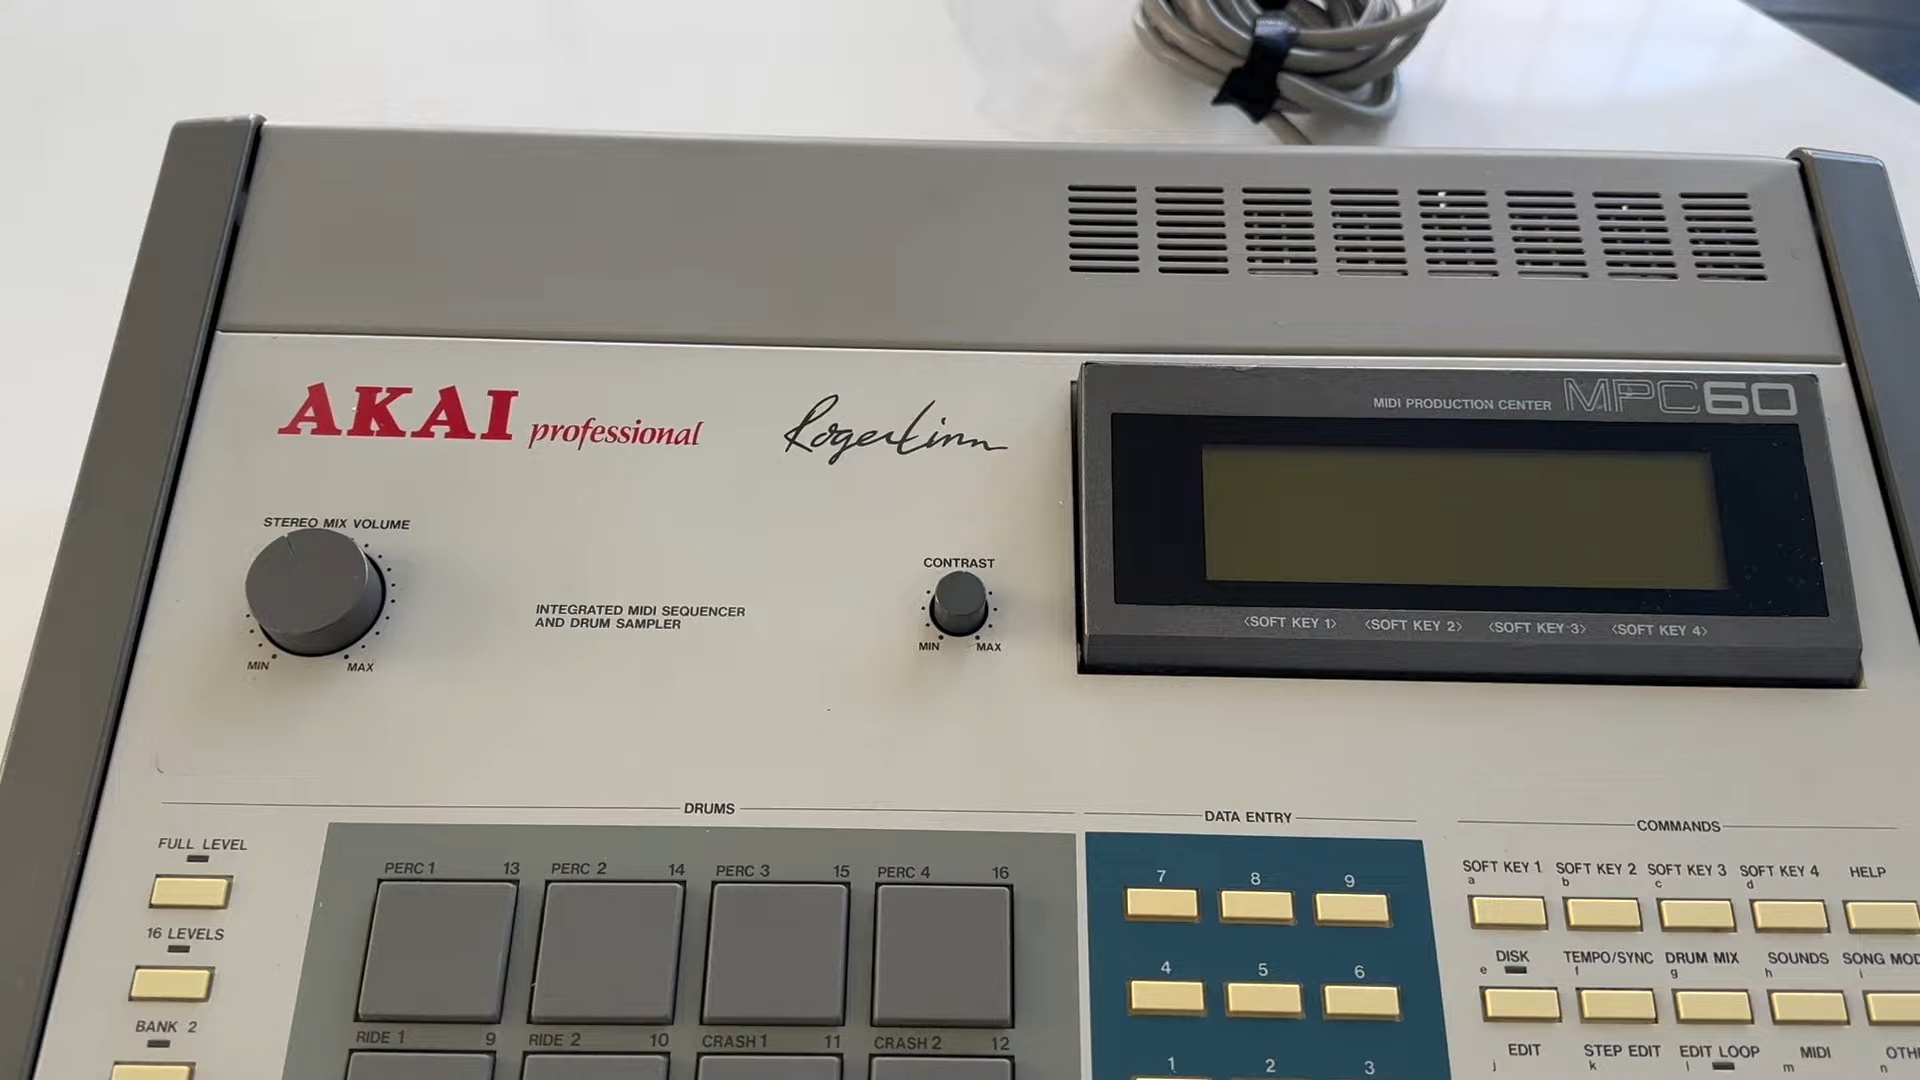 AKAI professional
Roger Linn
MIDI PRODUCTION CENTER MPC60
<SOFT KEY 1> <SOFT KEY 2> <SOFT KEY 3> <SOFT KEY 4>
STEREO MIX VOLUME
MIN MAX
INTEGRATED MIDI SEQUENCER
AND DRUM SAMPLER
CONTRAST
MIN MAX
DRUMS
FULL LEVEL
16 LEVELS
BANK 2
PERC 1 13 PERC 2 14 PERC 3 15 PERC 4 16
RIDE 1 9 RIDE 2 10 CRASH 1 11 CRASH 2 12
DATA ENTRY
7 8 9
4 5 6
1 2 3
COMMANDS
SOFT KEY 1 SOFT KEY 2 SOFT KEY 3 SOFT KEY 4 HELP
a b c d
DISK TEMPO/SYNC DRUM MIX SOUNDS SONG
e f g h i
EDIT STEP EDIT EDIT LOOP MIDI
j k l m n